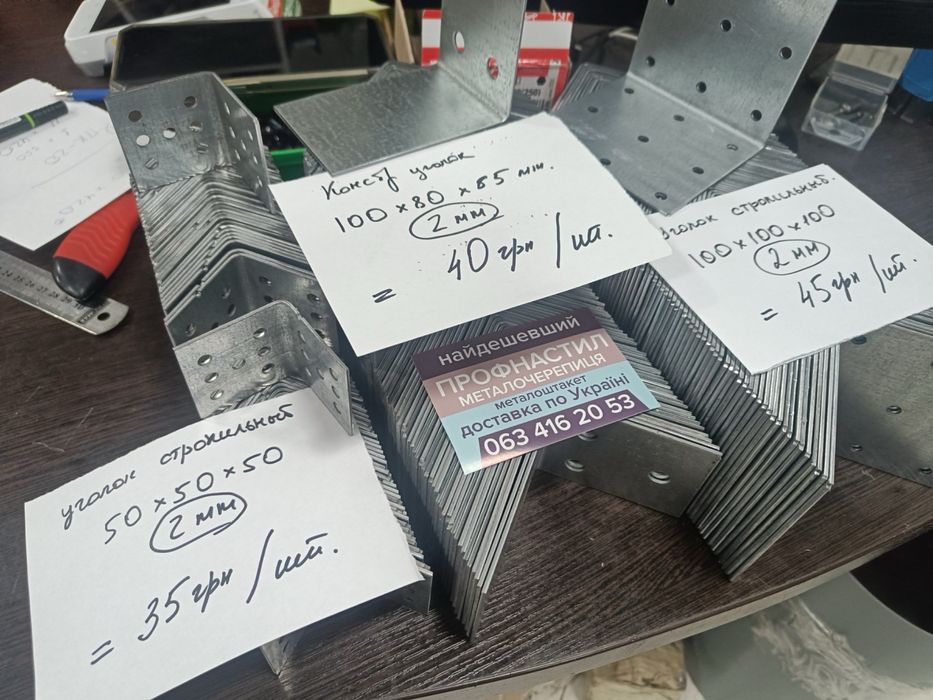 Констр уголок
100 × 80 × 85 мм.
2 мм
= 40 грн / шт.
уголок стропильный.
100 × 100 × 100
2 мм
= 45 грн / шт.
найдешевший
ПРОФНАСТИЛ
МЕТАЛОЧЕРЕПИЦЯ
металоштакет
доставка по Україні
063 416 20 53
уголок стропильный
50 × 50 × 50
2 мм
= 35 грн / шт.